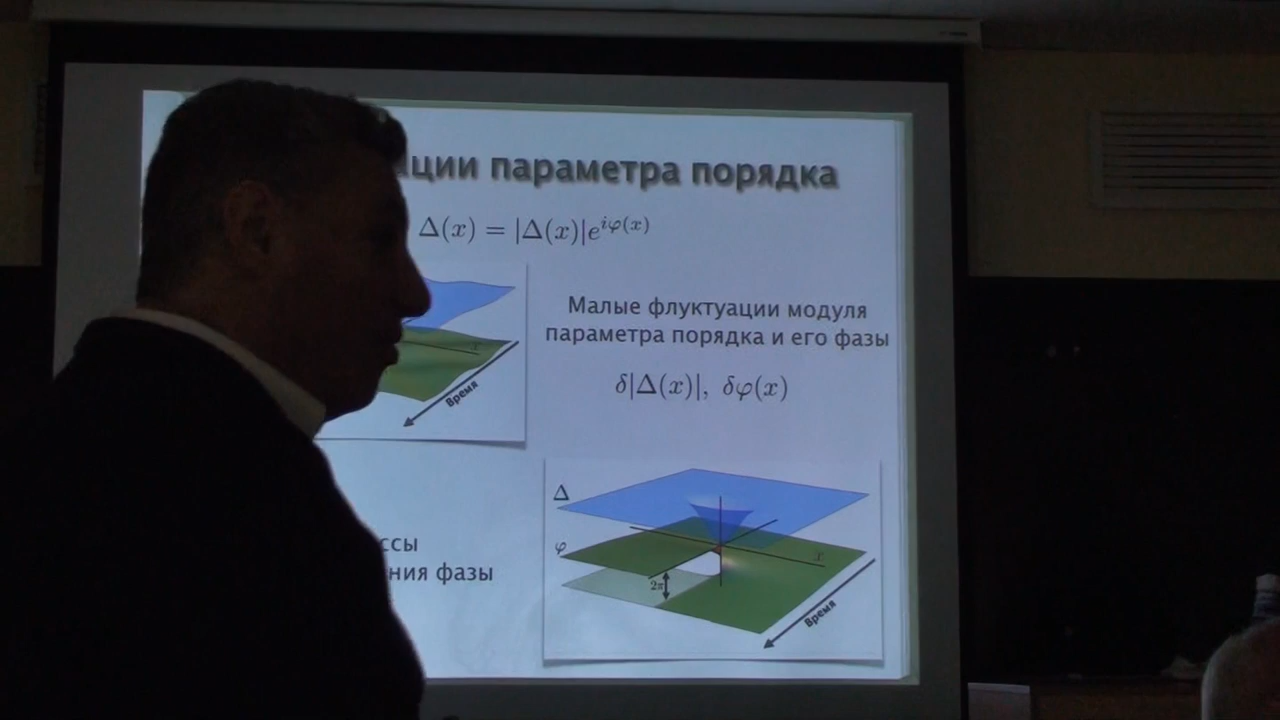 ации параметра порядка
Δ(x) = |Δ(x)|e^{iφ(x)}
Малые флуктуации модуля
параметра порядка и его фазы
δ|Δ(x)|, δφ(x)
x
Время
ссы
ния фазы
Δ
φ
x
2π
Время